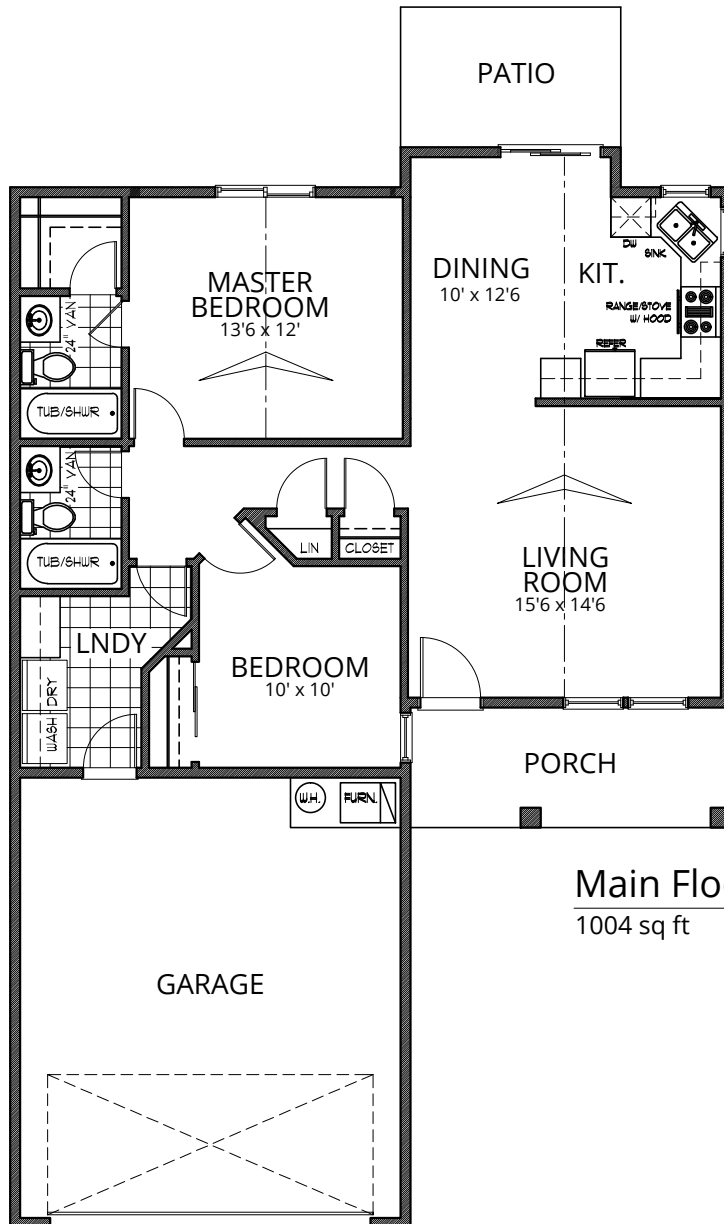 PATIO
MASTER
BEDROOM
13'6 x 12'
DINING
10' x 12'6
KIT.
DW
SINK
RANGE/STOVE
W/ HOOD
REFER
24" VAN
TUB/SHWR
24" VAN
TUB/SHWR
LIN
CLOSET
LIVING
ROOM
15'6 x 14'6
LNDY
DRY
WASH
BEDROOM
10' x 10'
PORCH
W.H.
FURN.
Main Flo
1004 sq ft
GARAGE